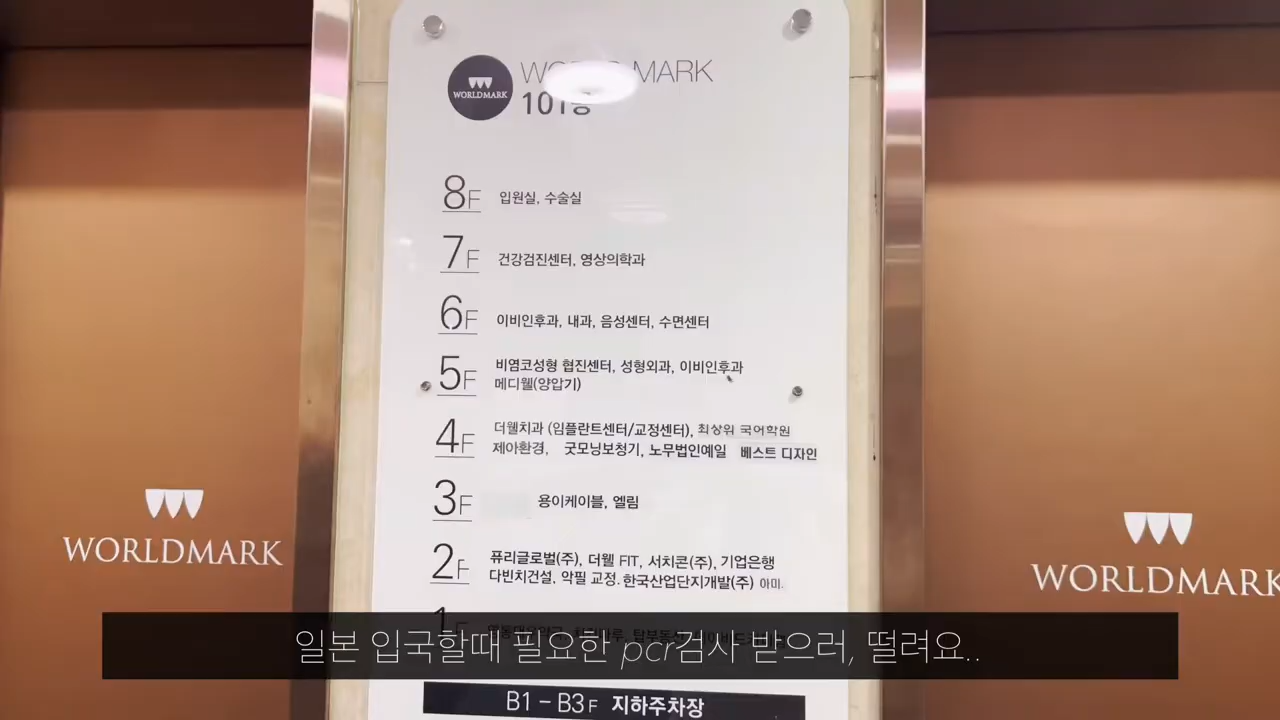 WORLDMARK
MARK
8F 입원실, 수술실
7F 건강검진센터, 영상의학과
6F 이비인후과, 내과, 음성센터, 수면센터
5F 비염코성형 협진센터, 성형외과, 이비인후과
메디웰(양압기)
4F 더웰치과 (임플란트센터/교정센터), 최상위 국어학원
제아환경, 굿모닝보청기, 노무법인예일 베스트 디자인
3F 용이케이블, 엘림
2F 퓨리글로벌(주), 더웰 FIT, 서치콘(주), 기업은행
다빈치건설, 악필 교정. 한국산업단지개발(주) 아미.
WORLDMARK
WORLDMARK
일본 입국할때 필요한 pcr검사 받으러, 떨려요..
B1 - B3F 지하주차장